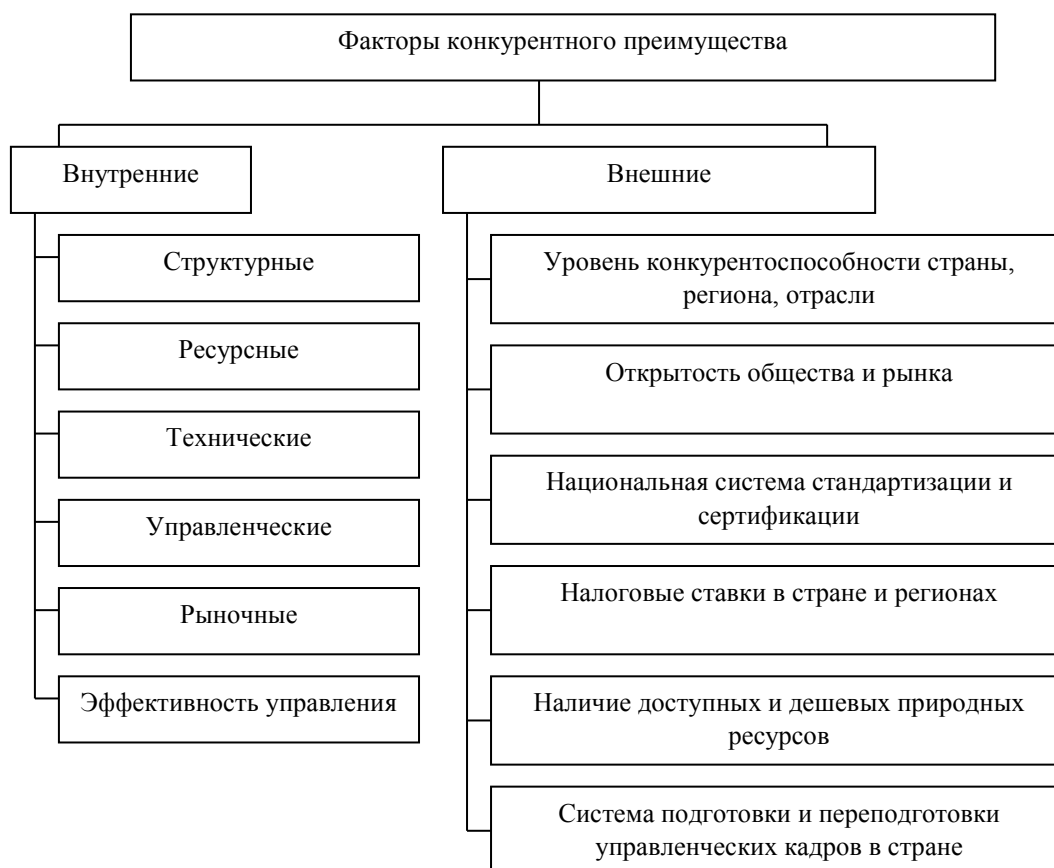 Факторы конкурентного преимущества
Внутренние
Структурные
Ресурсные
Технические
Управленческие
Рыночные
Эффективность управления
Внешние
Уровень конкурентоспособности страны,
региона, отрасли
Открытость общества и рынка
Национальная система стандартизации и
сертификации
Налоговые ставки в стране и регионах
Наличие доступных и дешевых природных
ресурсов
Система подготовки и переподготовки
управленческих кадров в стране